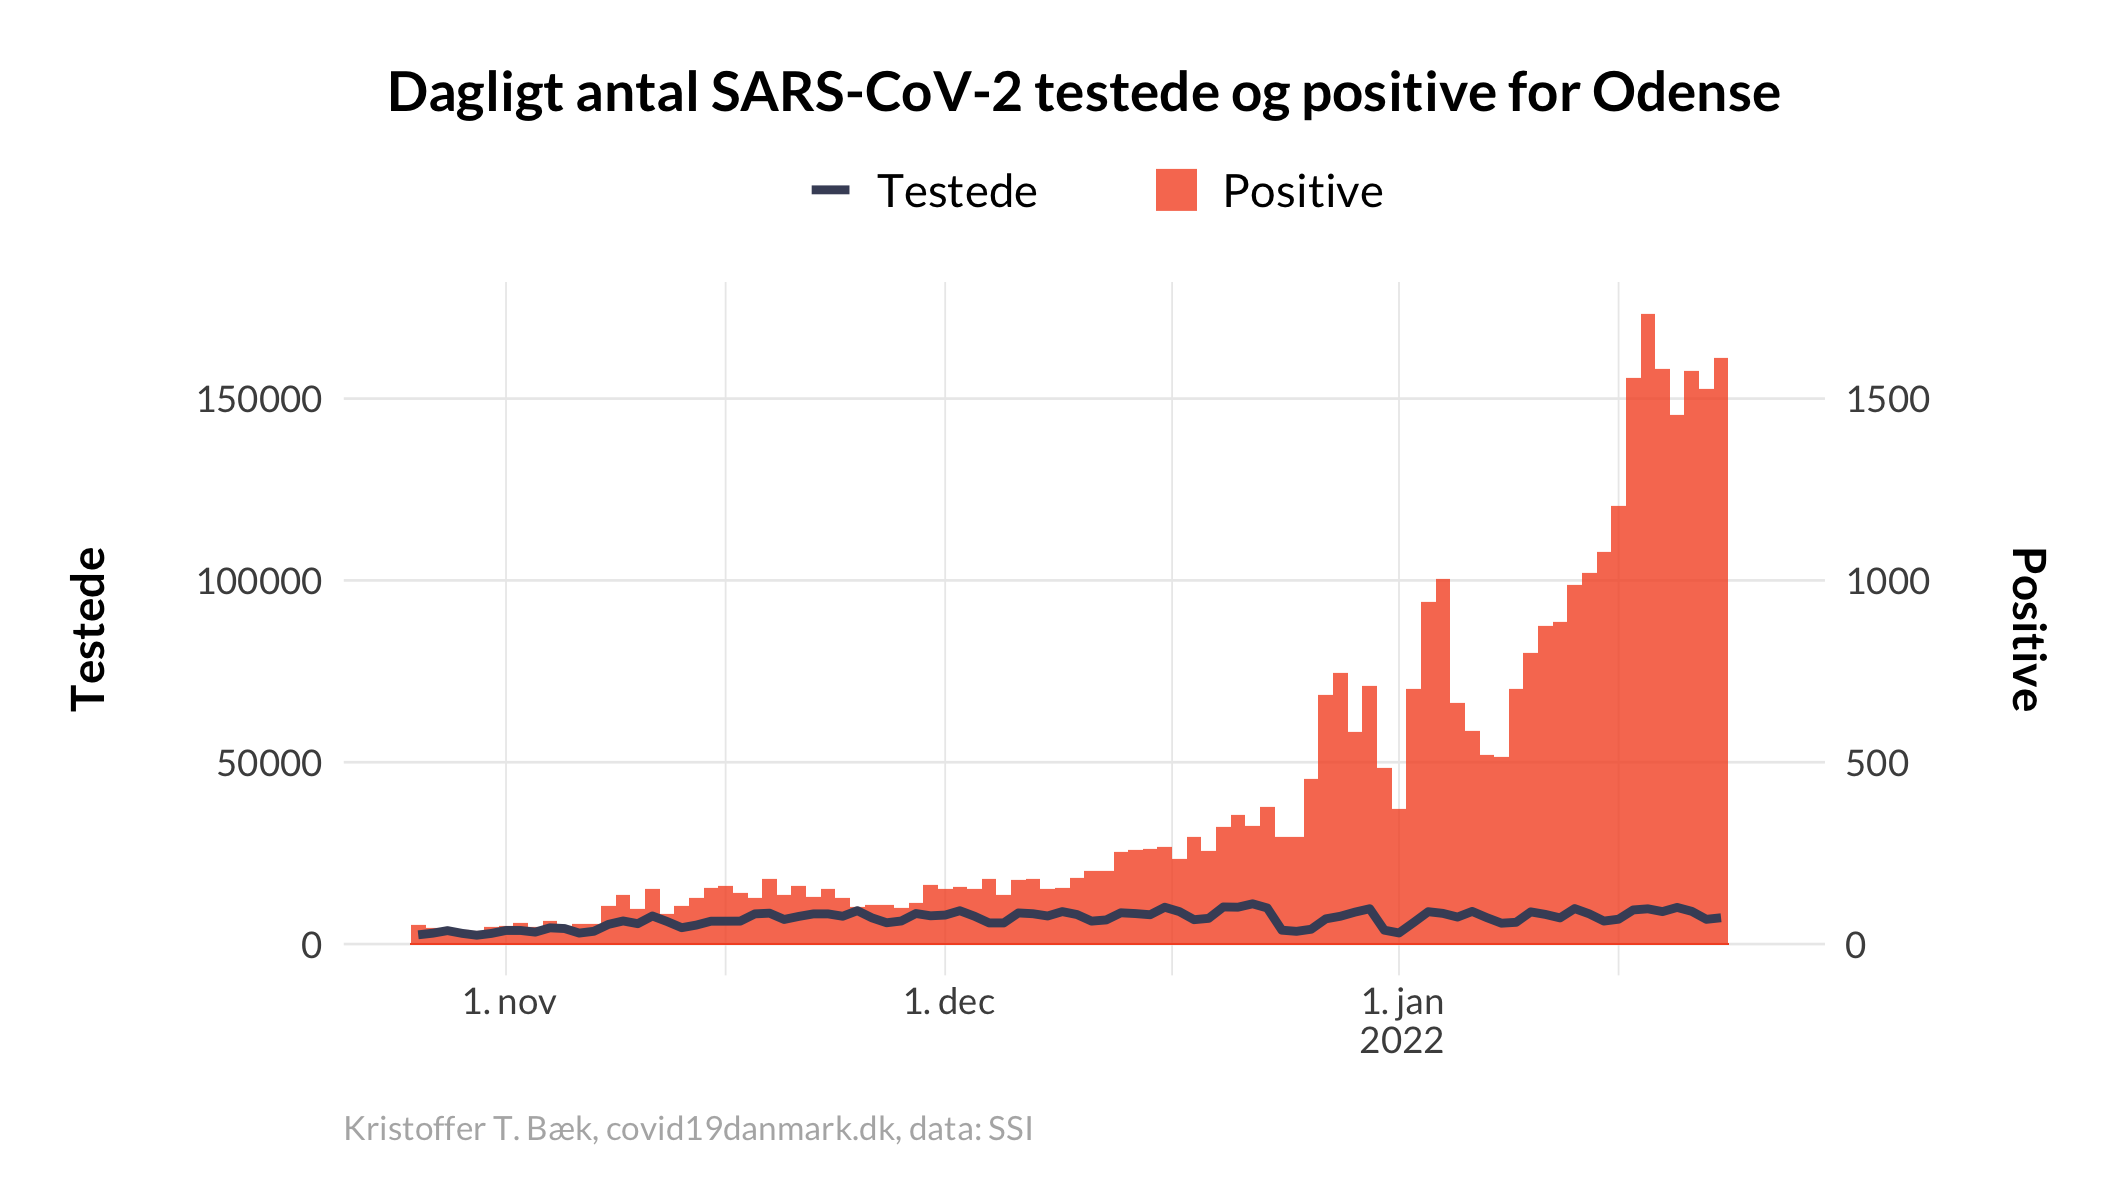 Dagligt antal SARS-CoV-2 testede og positive for Odense
Testede
Positive
150000
100000
50000
0
Testede
1500
1000
500
0
Positive
1. nov
1. dec
1. jan
2022
Kristoffer T. Bæk, covid19danmark.dk, data: SSI